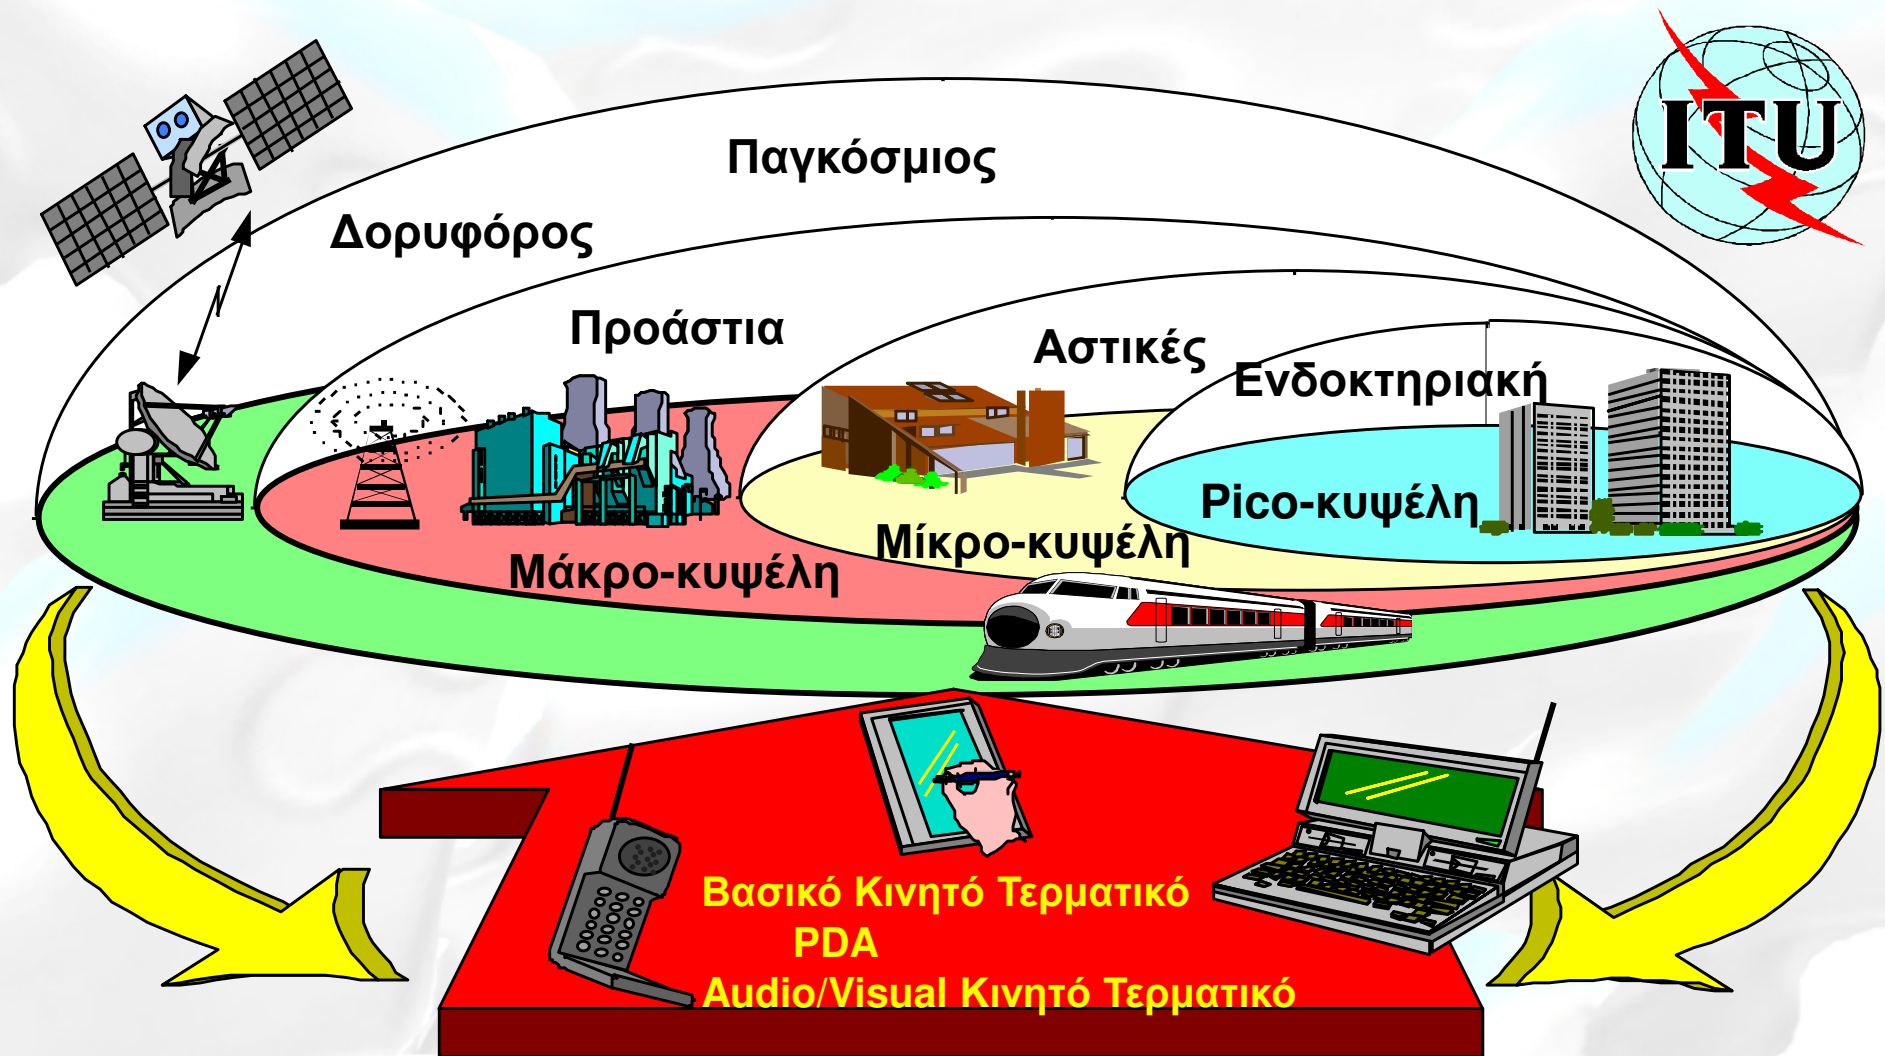 ITU
Παγκόσμιος
Δορυφόρος
Προάστια
Αστικές
Ενδοκτηριακή
Pico-κυψέλη
Μίκρο-κυψέλη
Μάκρο-κυψέλη
Βασικό Κινητό Τερματικό
PDA
Audio/Visual Κινητό Τερματικό